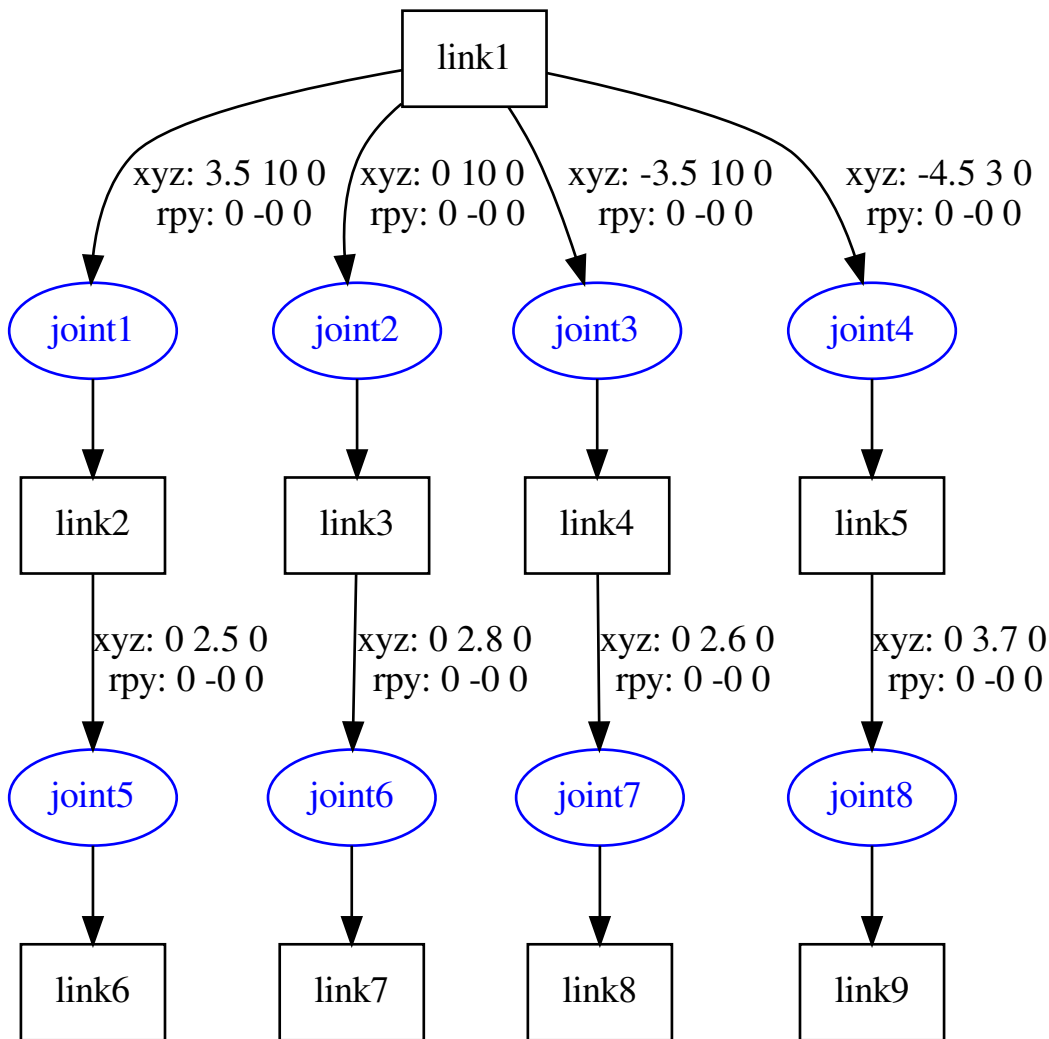 link1
xyz: 3.5 10 0
rpy: 0 -0 0
xyz: 0 10 0
rpy: 0 -0 0
xyz: -3.5 10 0
rpy: 0 -0 0
xyz: -4.5 3 0
rpy: 0 -0 0
joint1
joint2
joint3
joint4
link2
link3
link4
link5
xyz: 0 2.5 0
rpy: 0 -0 0
xyz: 0 2.8 0
rpy: 0 -0 0
xyz: 0 2.6 0
rpy: 0 -0 0
xyz: 0 3.7 0
rpy: 0 -0 0
joint5
joint6
joint7
joint8
link6
link7
link8
link9